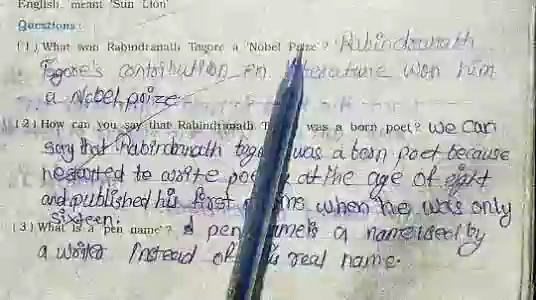 English, meant 'Sun Lion'
Questions:
(1) What won Rabindranath Tagore a 'Nobel Prize'? Rabindranath
Tagore's contribution in literature won him
a Nobel prize
(2) How can you say that Rabindranath was a born poet? We can
say that Rabindranath tago was a born poet because
he started to write at the age of eight
and published his first when he was only
sixteen.
(3) What is a 'pen name'? A pen is a name used by
a writer Instead of real name.